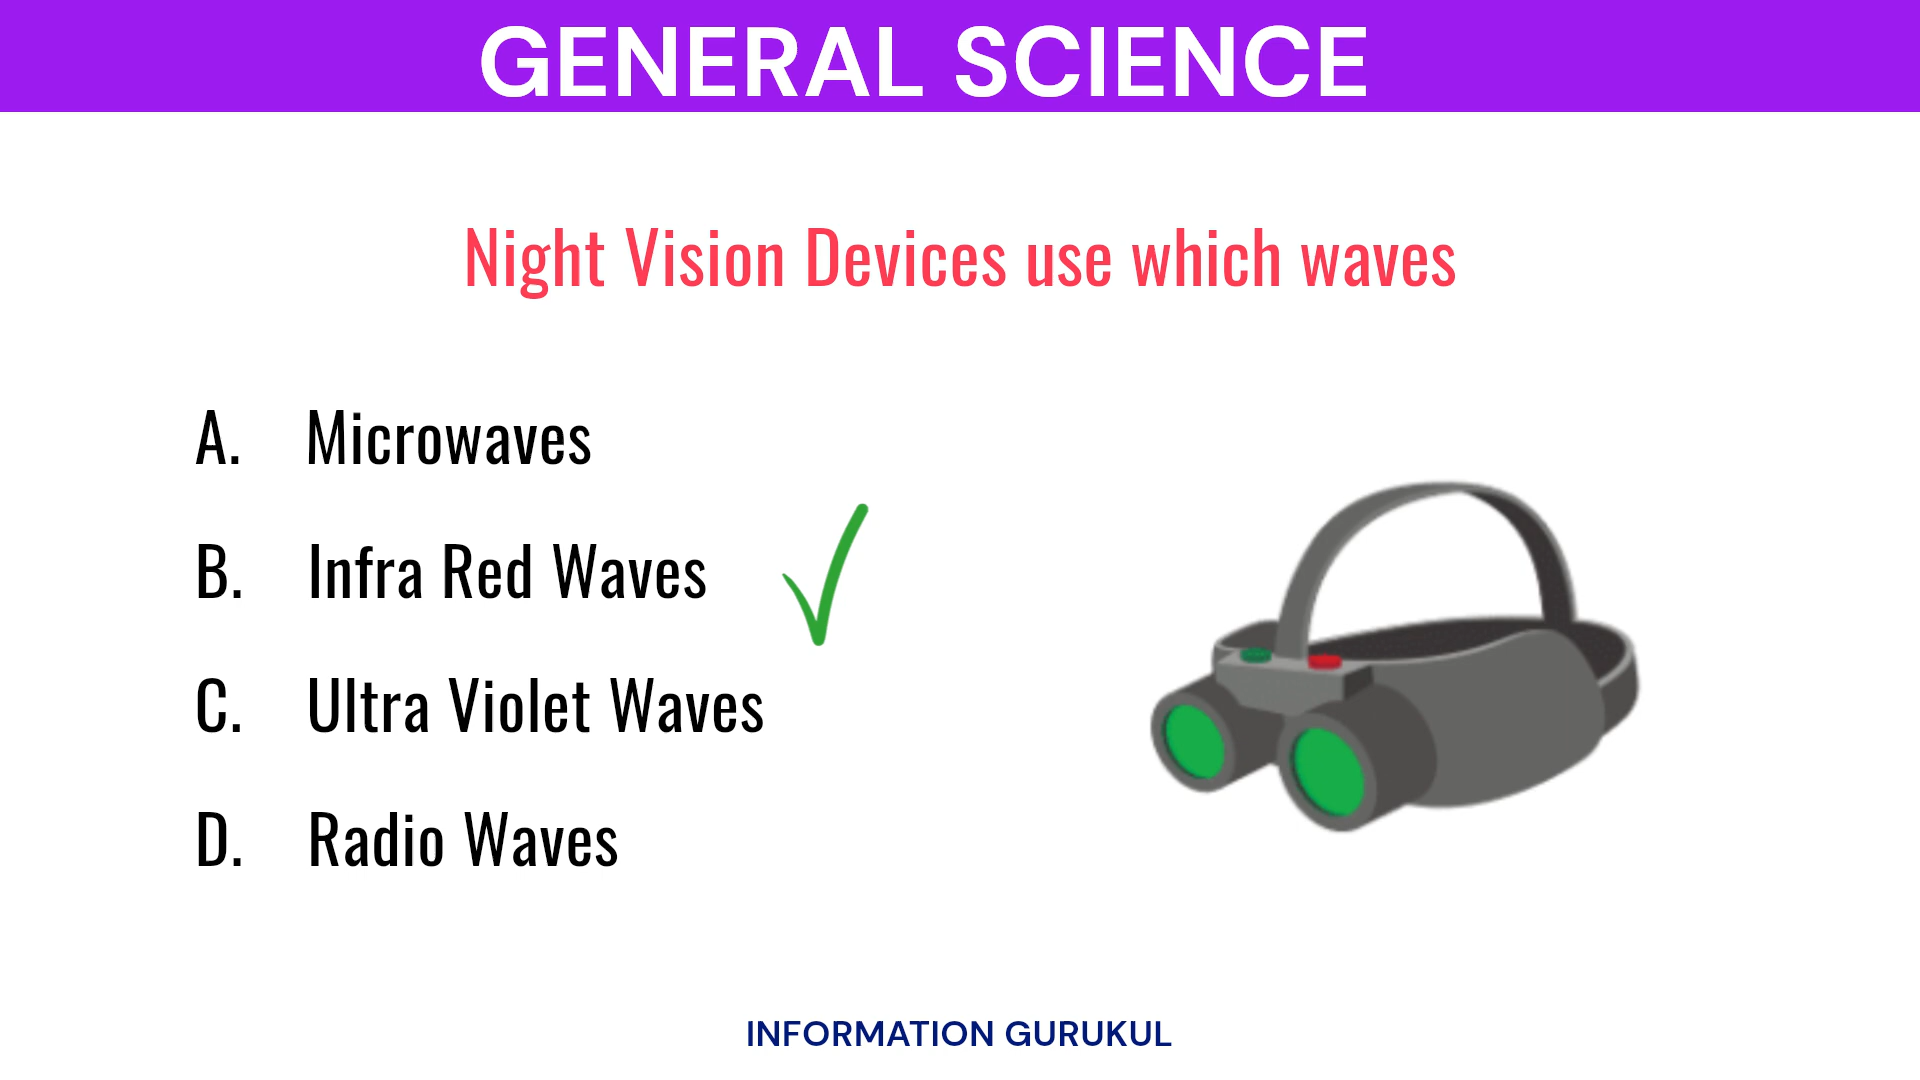 GENERAL SCIENCE
Night Vision Devices use which waves
A. Microwaves
B. Infra Red Waves
C. Ultra Violet Waves
D. Radio Waves
INFORMATION GURUKUL